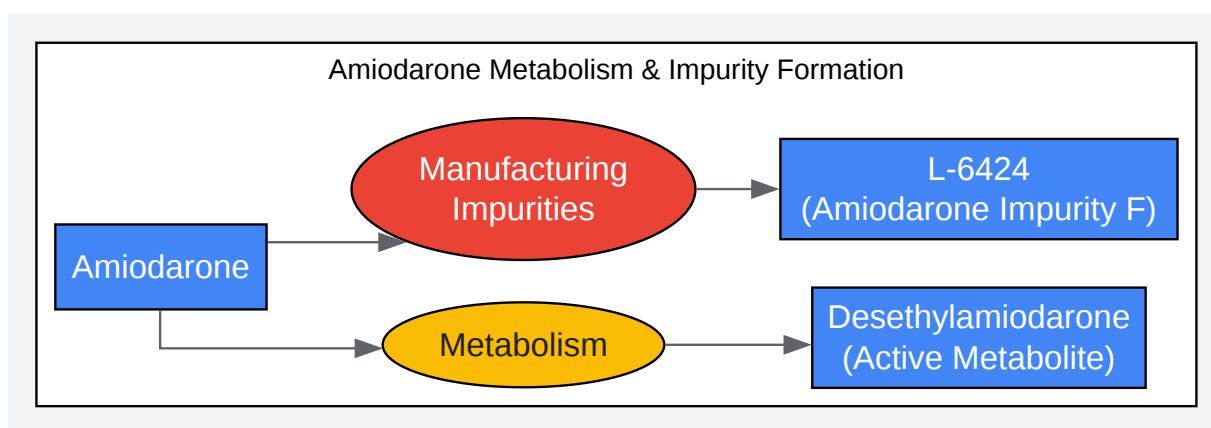 Amiodarone Metabolism & Impurity Formation
Manufacturing
Impurities
L-6424
(Amiodarone Impurity F)
Amiodarone
Metabolism
Desethylamiodarone
(Active Metabolite)